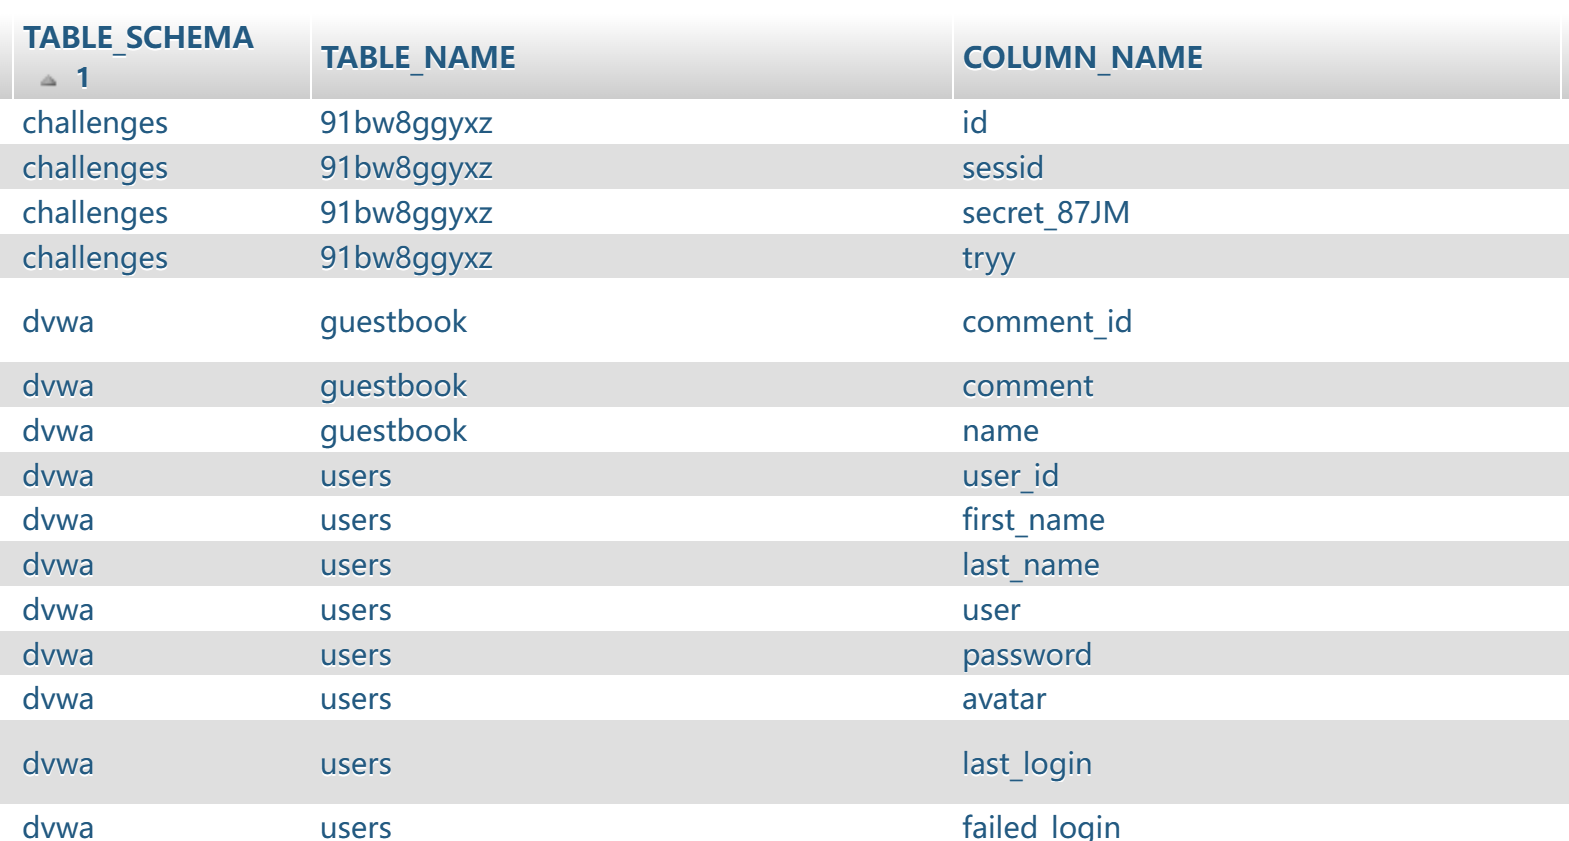 TABLE_SCHEMA 1 TABLE_NAME COLUMN_NAME
challenges 91bw8ggyxz id
challenges 91bw8ggyxz sessid
challenges 91bw8ggyxz secret_87JM
challenges 91bw8ggyxz tryy
dvwa guestbook comment_id
dvwa guestbook comment
dvwa guestbook name
dvwa users user_id
dvwa users first_name
dvwa users last_name
dvwa users user
dvwa users password
dvwa users avatar
dvwa users last_login
dvwa users failed_login